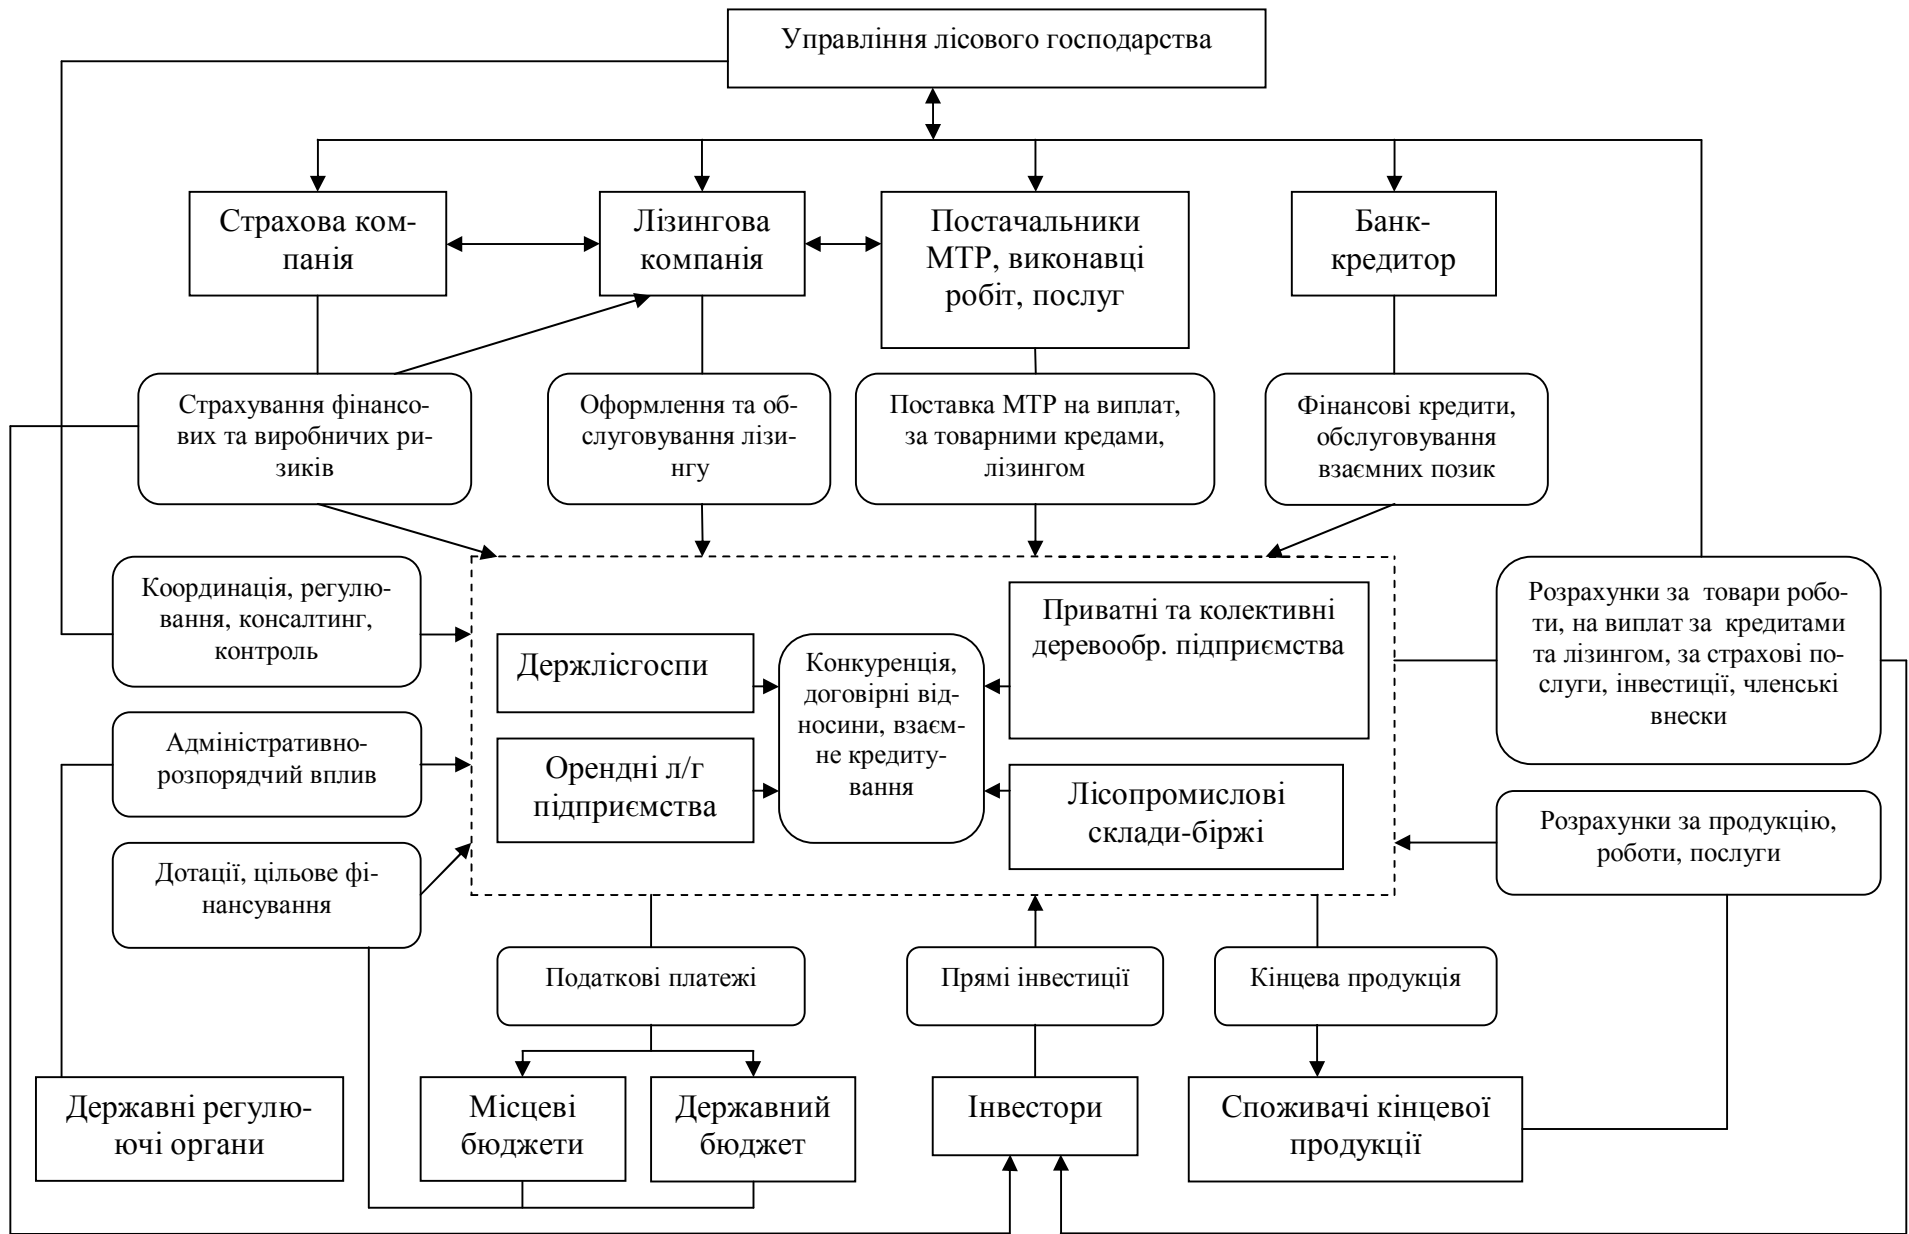 Управління лісового господарства
Страхова ком-
панія
Лізингова
компанія
Постачальники
МТР, виконавці
робіт, послуг
Банк-
кредитор
Страхування фінансо-
вих та виробничих ри-
зиків
Оформлення та об-
слуговування лізи-
нгу
Поставка МТР на виплат,
за товарними кредами,
лізингом
Фінансові кредити,
обслуговування
взаємних позик
Координація, регулю-
вання, консалтинг,
контроль
Адміністративно-
розпорядчий вплив
Дотації, цільове фі-
нансування
Держлісгоспи
Орендні л/г
підприємства
Конкуренція,
договірні від-
носини, взаєм-
не кредиту-
вання
Приватні та колективні
деревообр. підприємства
Лісопромислові
склади-біржі
Розрахунки за  товари робо-
ти, на виплат за  кредитами
та лізингом, за страхові по-
слуги, інвестиції, членські
внески
Розрахунки за продукцію,
роботи, послуги
Податкові платежі
Прямі інвестиції
Кінцева продукція
Державні регулю-
ючі органи
Місцеві
бюджети
Державний
бюджет
Інвестори
Споживачі кінцевої
продукції